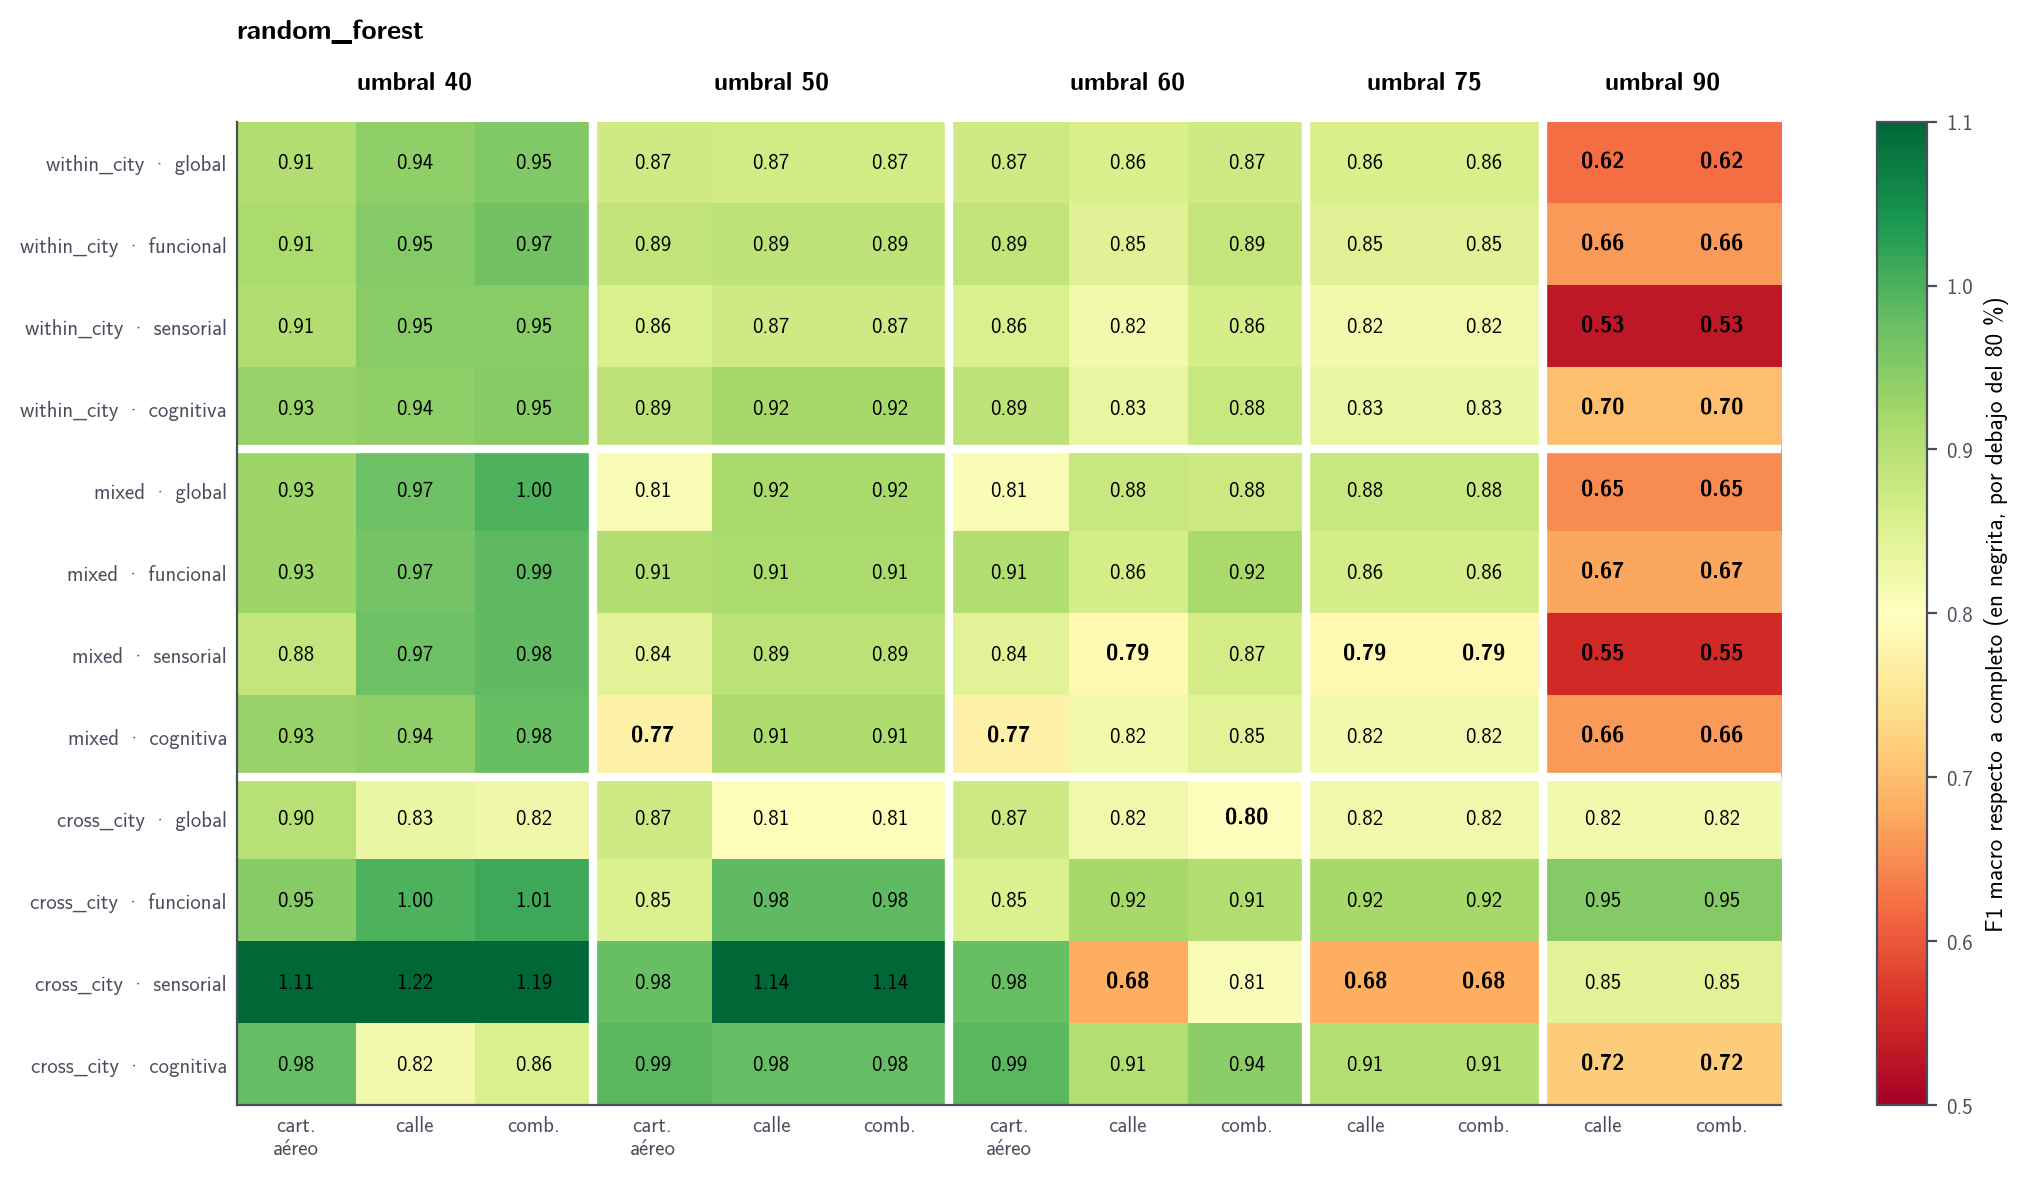 random_forest
umbral 40 umbral 50 umbral 60 umbral 75 umbral 90
within_city · global 0.91 0.94 0.95 0.87 0.87 0.87 0.87 0.86 0.87 0.86 0.86 0.62 0.62
within_city · funcional 0.91 0.95 0.97 0.89 0.89 0.89 0.89 0.85 0.89 0.85 0.85 0.66 0.66
within_city · sensorial 0.91 0.95 0.95 0.86 0.87 0.87 0.86 0.82 0.86 0.82 0.82 0.53 0.53
within_city · cognitiva 0.93 0.94 0.95 0.89 0.92 0.92 0.89 0.83 0.88 0.83 0.83 0.70 0.70
mixed · global 0.93 0.97 1.00 0.81 0.92 0.92 0.81 0.88 0.88 0.88 0.88 0.65 0.65
mixed · funcional 0.93 0.97 0.99 0.91 0.91 0.91 0.91 0.86 0.92 0.86 0.86 0.67 0.67
mixed · sensorial 0.88 0.97 0.98 0.84 0.89 0.89 0.84 0.79 0.87 0.79 0.79 0.55 0.55
mixed · cognitiva 0.93 0.94 0.98 0.77 0.91 0.91 0.77 0.82 0.85 0.82 0.82 0.66 0.66
cross_city · global 0.90 0.83 0.82 0.87 0.81 0.81 0.87 0.82 0.80 0.82 0.82 0.82 0.82
cross_city · funcional 0.95 1.00 1.01 0.85 0.98 0.98 0.85 0.92 0.91 0.92 0.92 0.95 0.95
cross_city · sensorial 1.11 1.22 1.19 0.98 1.14 1.14 0.98 0.68 0.81 0.68 0.68 0.85 0.85
cross_city · cognitiva 0.98 0.82 0.86 0.99 0.98 0.98 0.99 0.91 0.94 0.91 0.91 0.72 0.72
cart. calle comb. cart. calle comb. cart. calle comb. calle comb. calle comb.
aéreo aéreo aéreo
1.1
1.0
0.9
0.8
0.7
0.6
0.5
F1 macro respecto a completo (en negrita, por debajo del 80 %)